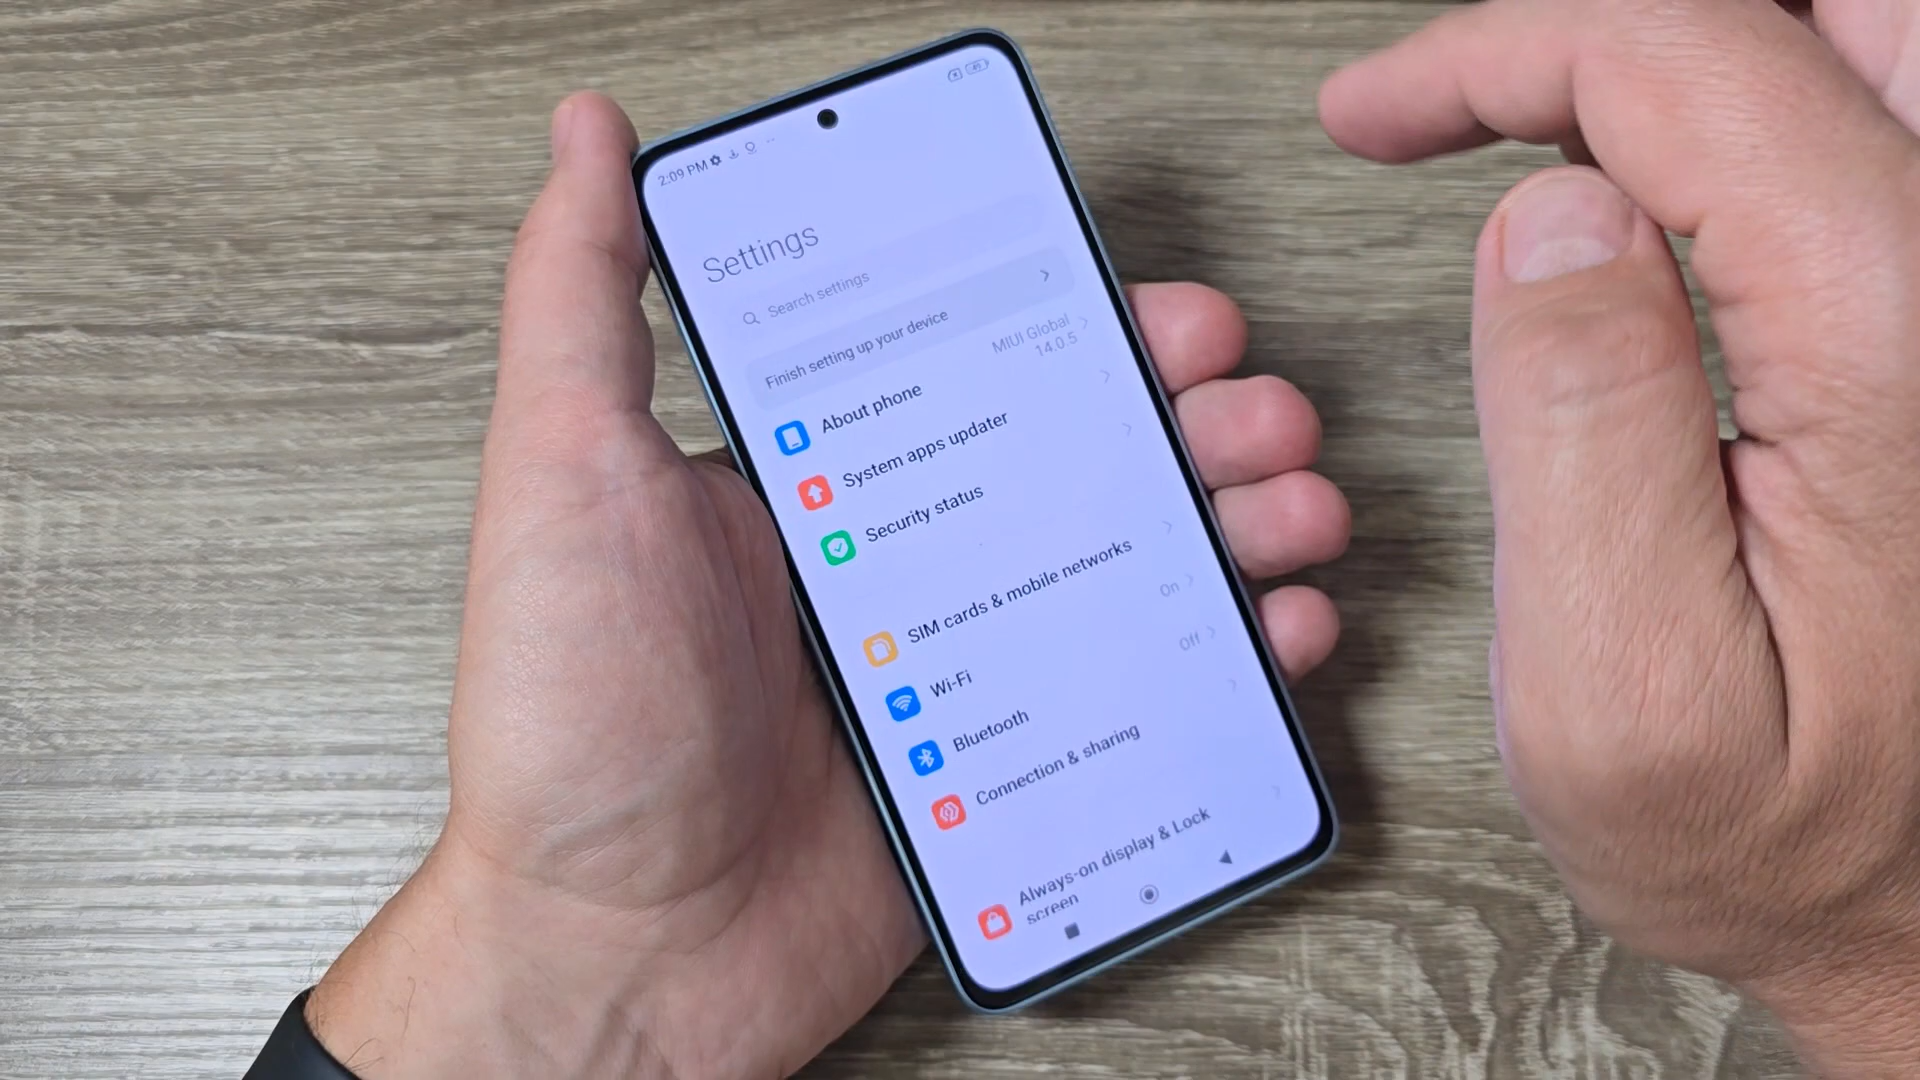 2:09 PM
Settings
Search settings
Finish setting up your device
About phone
MIUI Global
14.0.5
System apps updater
Security status
SIM cards & mobile networks
Wi-Fi
On
Bluetooth
Off
Connection & sharing
Always-on display & Lock
screen